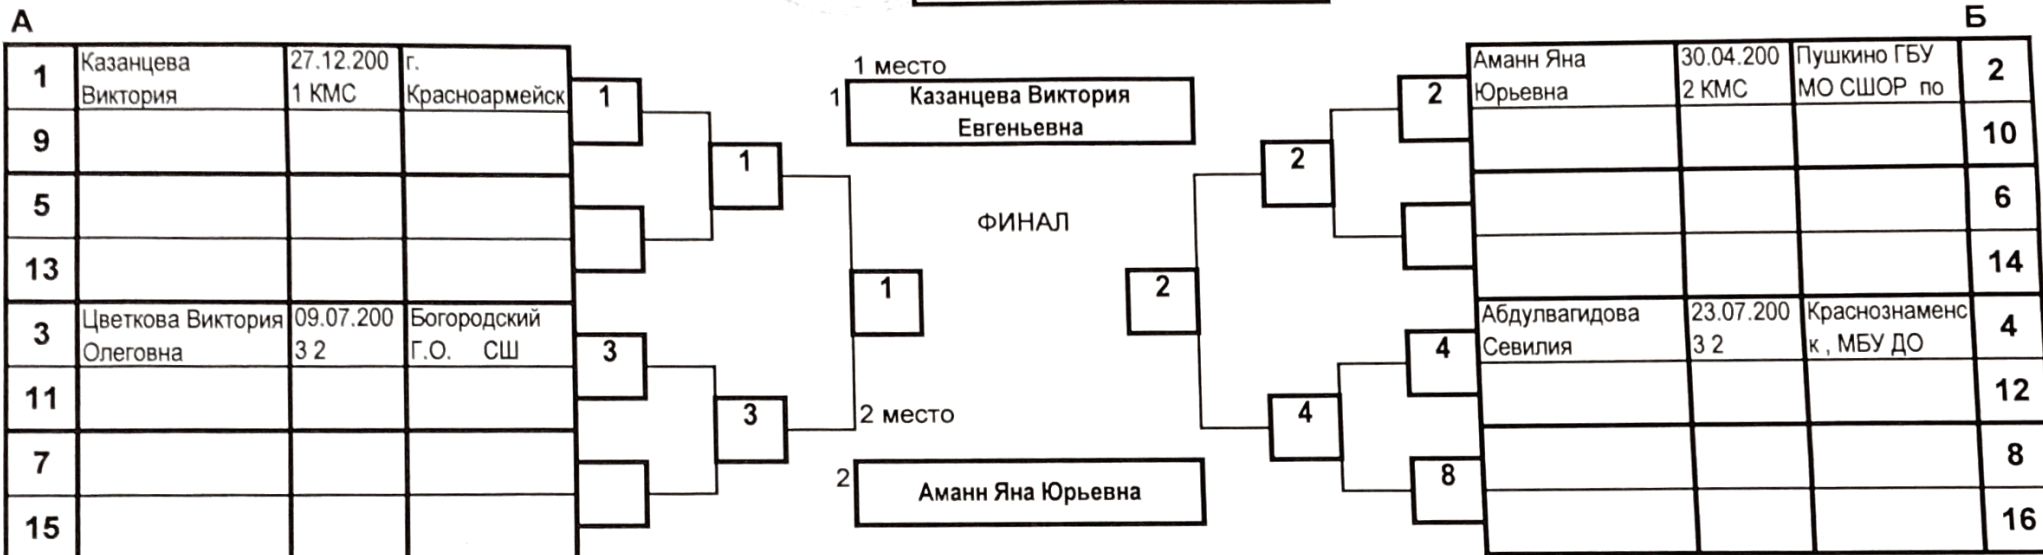 А
Б
1
Казанцева
Виктория
27.12.200
1 КМС
г.
Красноармейск
9
5
13
3
Цветкова Виктория
Олеговна
09.07.200
3 2
Богородский
Г.О. СШ
11
7
15
1
3
1
3
1
1 место
1
Казанцева Виктория
Евгеньевна
ФИНАЛ
2 место
2
Аманн Яна Юрьевна
2
2
4
2
4
8
Аманн Яна
Юрьевна
30.04.200
2 КМС
Пушкино ГБУ
МО СШОР по
2
10
6
14
Абдулвагидова
Севилия
23.07.200
3 2
Краснознаменс
к , МБУ ДО
4
12
8
16